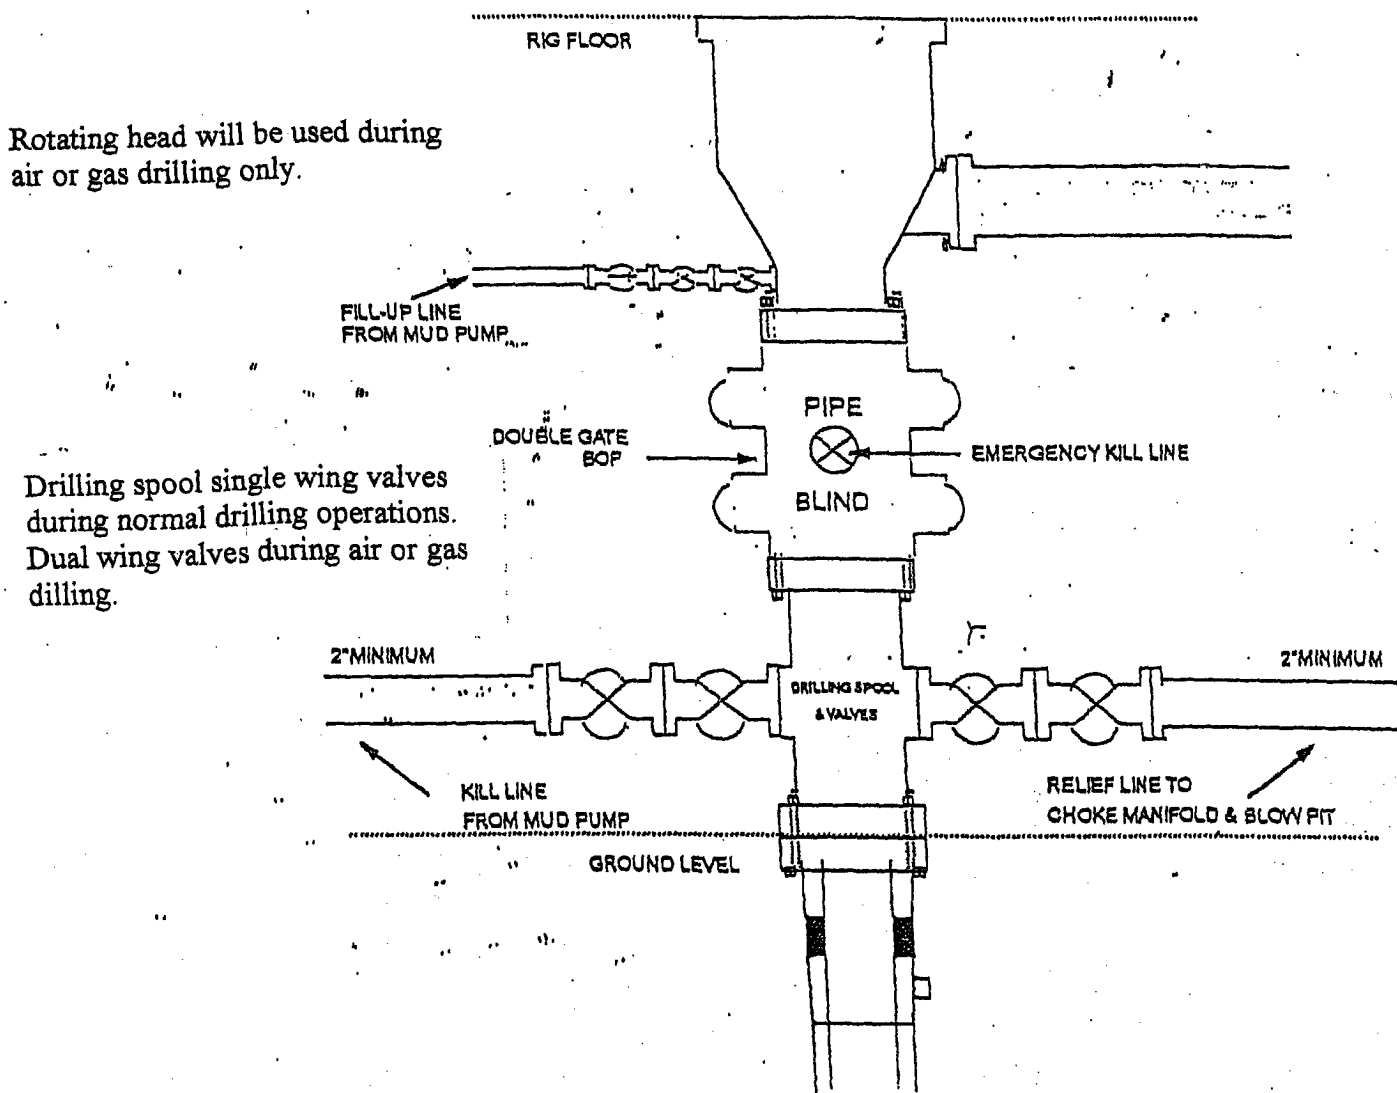 RIG FLOOR
Rotating head will be used during
air or gas drilling only.
FILL-UP LINE
FROM MUD PUMP
PIPE
DOUBLE GATE
BOP
EMERGENCY KILL LINE
BLIND
Drilling spool single wing valves
during normal drilling operations.
Dual wing valves during air or gas
dilling.
2"MINIMUM
2"MINIMUM
DRILLING SPOOL
& VALVES
KILL LINE
FROM MUD PUMP
RELIEF LINE TO
CHOKE MANIFOLD & BLOW PIT
GROUND LEVEL